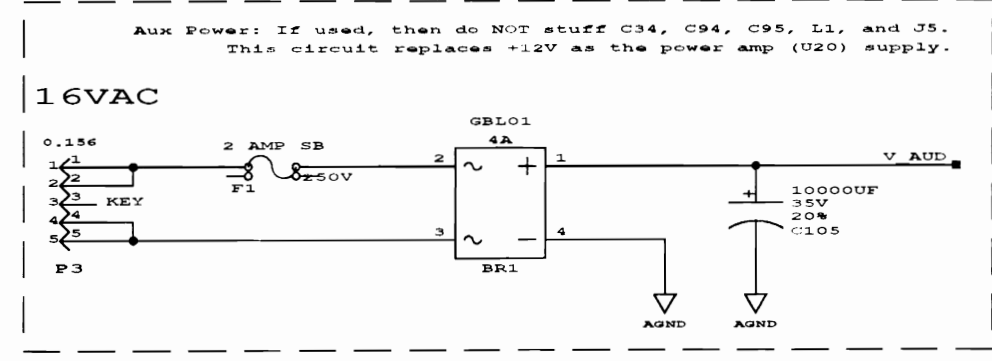 Aux Power: If used, then do NOT stuff C34, C94, C95, L1, and J5.
This circuit replaces +12V as the power amp (U20) supply.
16VAC
GBL01
0.156
2 AMP SB
4A
1 1
2 2
3 3 KEY
4 4
5 5
P3
F1
250V
2
1
3
4
BR1
V_AUD
+
10000UF
35V
20%
C105
AGND
AGND